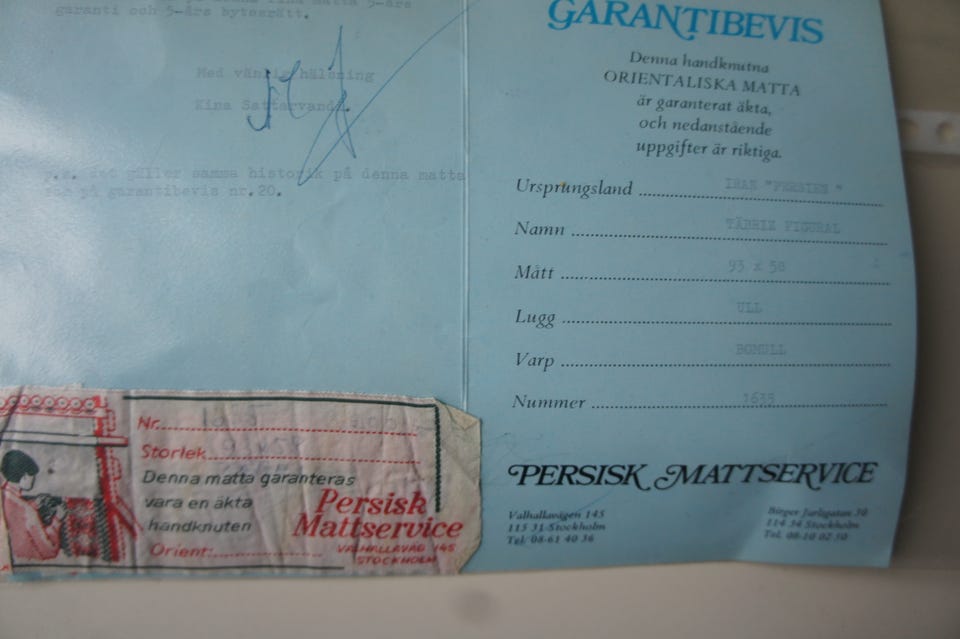 garanti och 5-års bytesrätt.
Med vänlig hälsning
Kina Sattarvandi
p.s. det gäller samma historik på denna matta
som på garantibevis nr.20.
Nr.
Storlek
Denna matta garanteras
vara en äkta
handknuten
Orient:
Persisk
Mattservice
VALHALLAVÄG 145
STOCKHOLM
GARANTIBEVIS
Denna handknutna
ORIENTALISKA MATTA
är garanterat äkta,
och nedanstående
uppgifter är riktiga.
Ursprungsland IRAN "PERSIEN "
Namn TÄBRIZ FIGURAL
Mått 93 x 58
Lugg ULL
Varp BOMULL
Nummer 1633
PERSISK MATTSERVICE
Valhallavägen 145
115 31 Stockholm
Tel. 08-61 40 36
Birger Jarlsgatan 30
114 34 Stockholm
Tel. 08-10 02 50